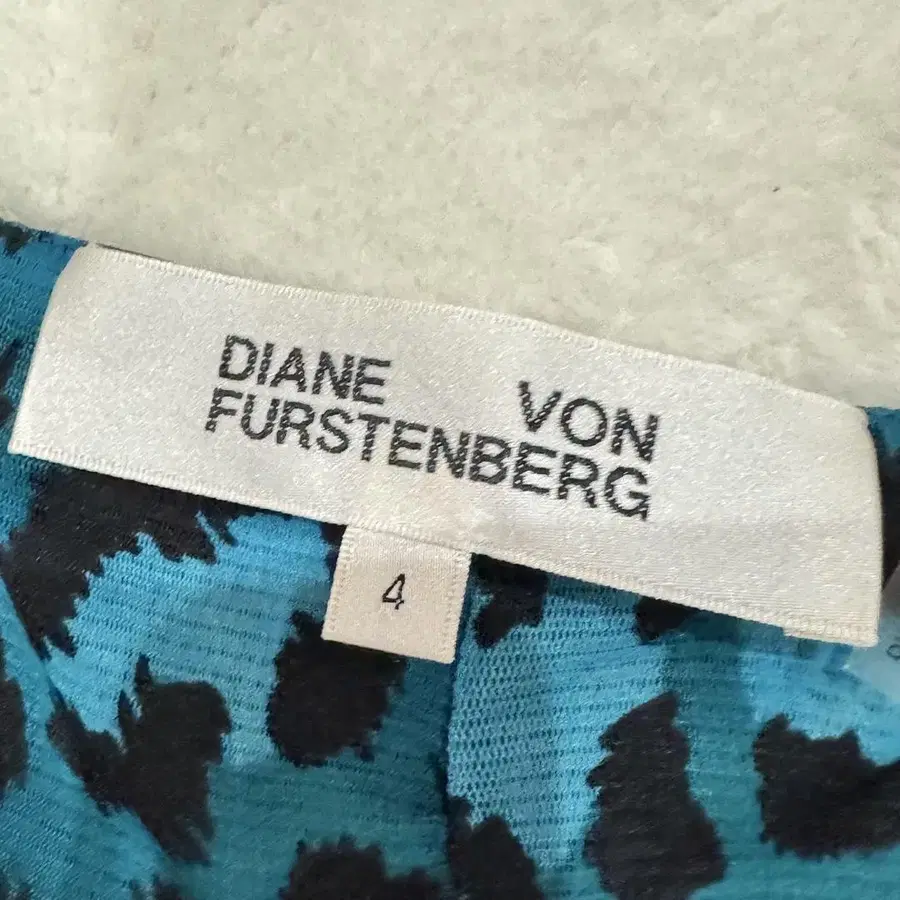 DIANE VON
FURSTENBERG
4